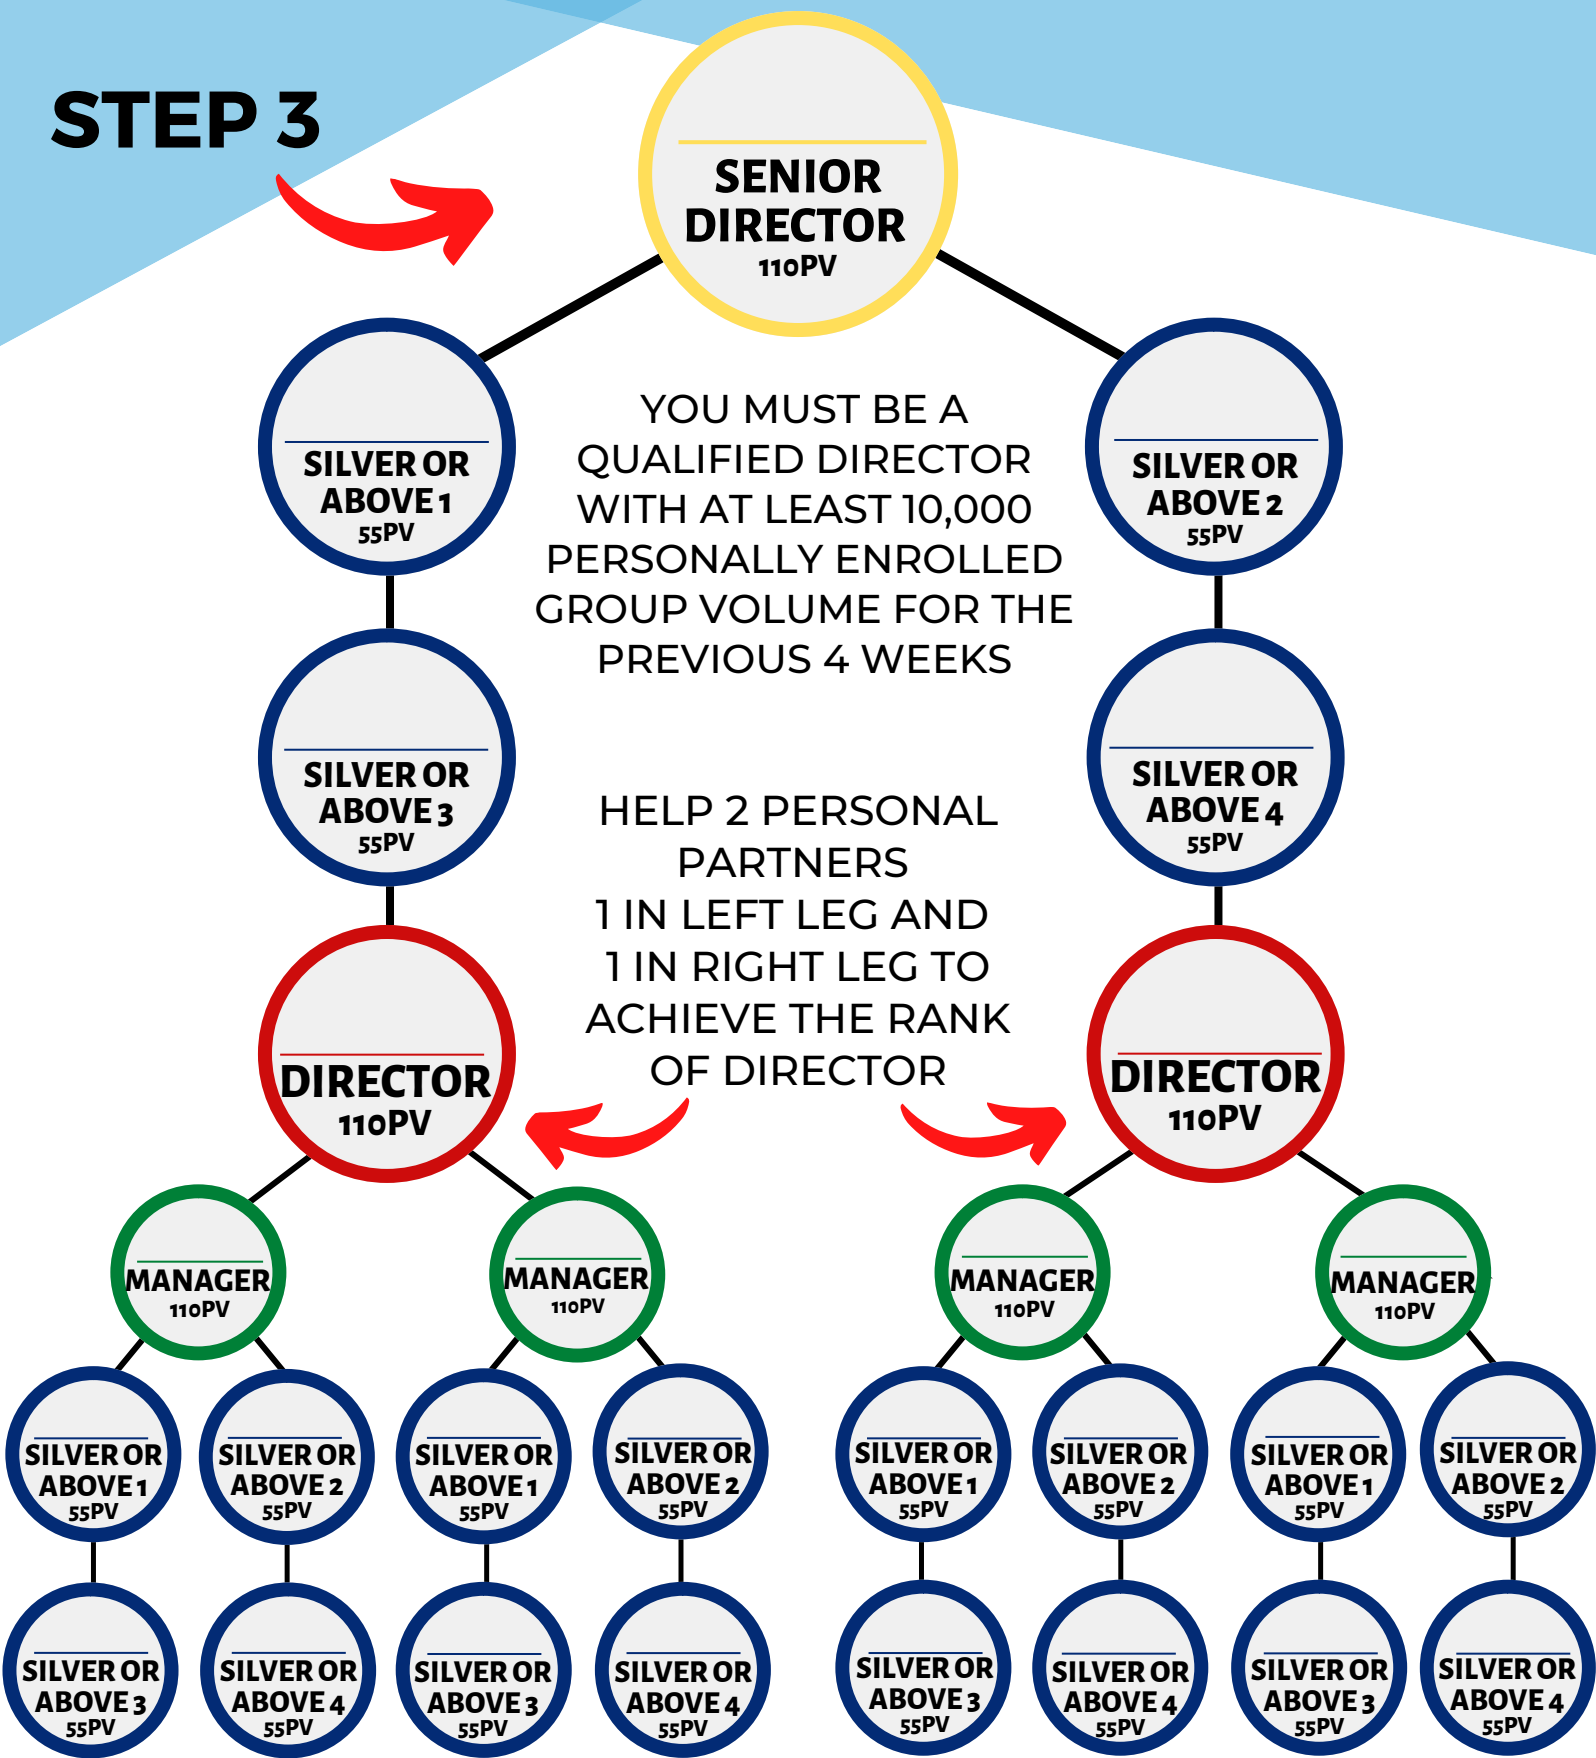 STEP 3
SENIOR
DIRECTOR
110PV
SILVER OR
ABOVE 1
55PV
SILVER OR
ABOVE 2
55PV
YOU MUST BE A
QUALIFIED DIRECTOR
WITH AT LEAST 10,000
PERSONALLY ENROLLED
GROUP VOLUME FOR THE
PREVIOUS 4 WEEKS
SILVER OR
ABOVE 3
55PV
SILVER OR
ABOVE 4
55PV
HELP 2 PERSONAL
PARTNERS
1 IN LEFT LEG AND
1 IN RIGHT LEG TO
ACHIEVE THE RANK
OF DIRECTOR
DIRECTOR
110PV
DIRECTOR
110PV
MANAGER
110PV
MANAGER
110PV
MANAGER
110PV
MANAGER
110PV
SILVER OR
ABOVE 1
55PV
SILVER OR
ABOVE 2
55PV
SILVER OR
ABOVE 1
55PV
SILVER OR
ABOVE 2
55PV
SILVER OR
ABOVE 1
55PV
SILVER OR
ABOVE 2
55PV
SILVER OR
ABOVE 1
55PV
SILVER OR
ABOVE 2
55PV
SILVER OR
ABOVE 3
55PV
SILVER OR
ABOVE 4
55PV
SILVER OR
ABOVE 3
55PV
SILVER OR
ABOVE 4
55PV
SILVER OR
ABOVE 3
55PV
SILVER OR
ABOVE 4
55PV
SILVER OR
ABOVE 3
55PV
SILVER OR
ABOVE 4
55PV